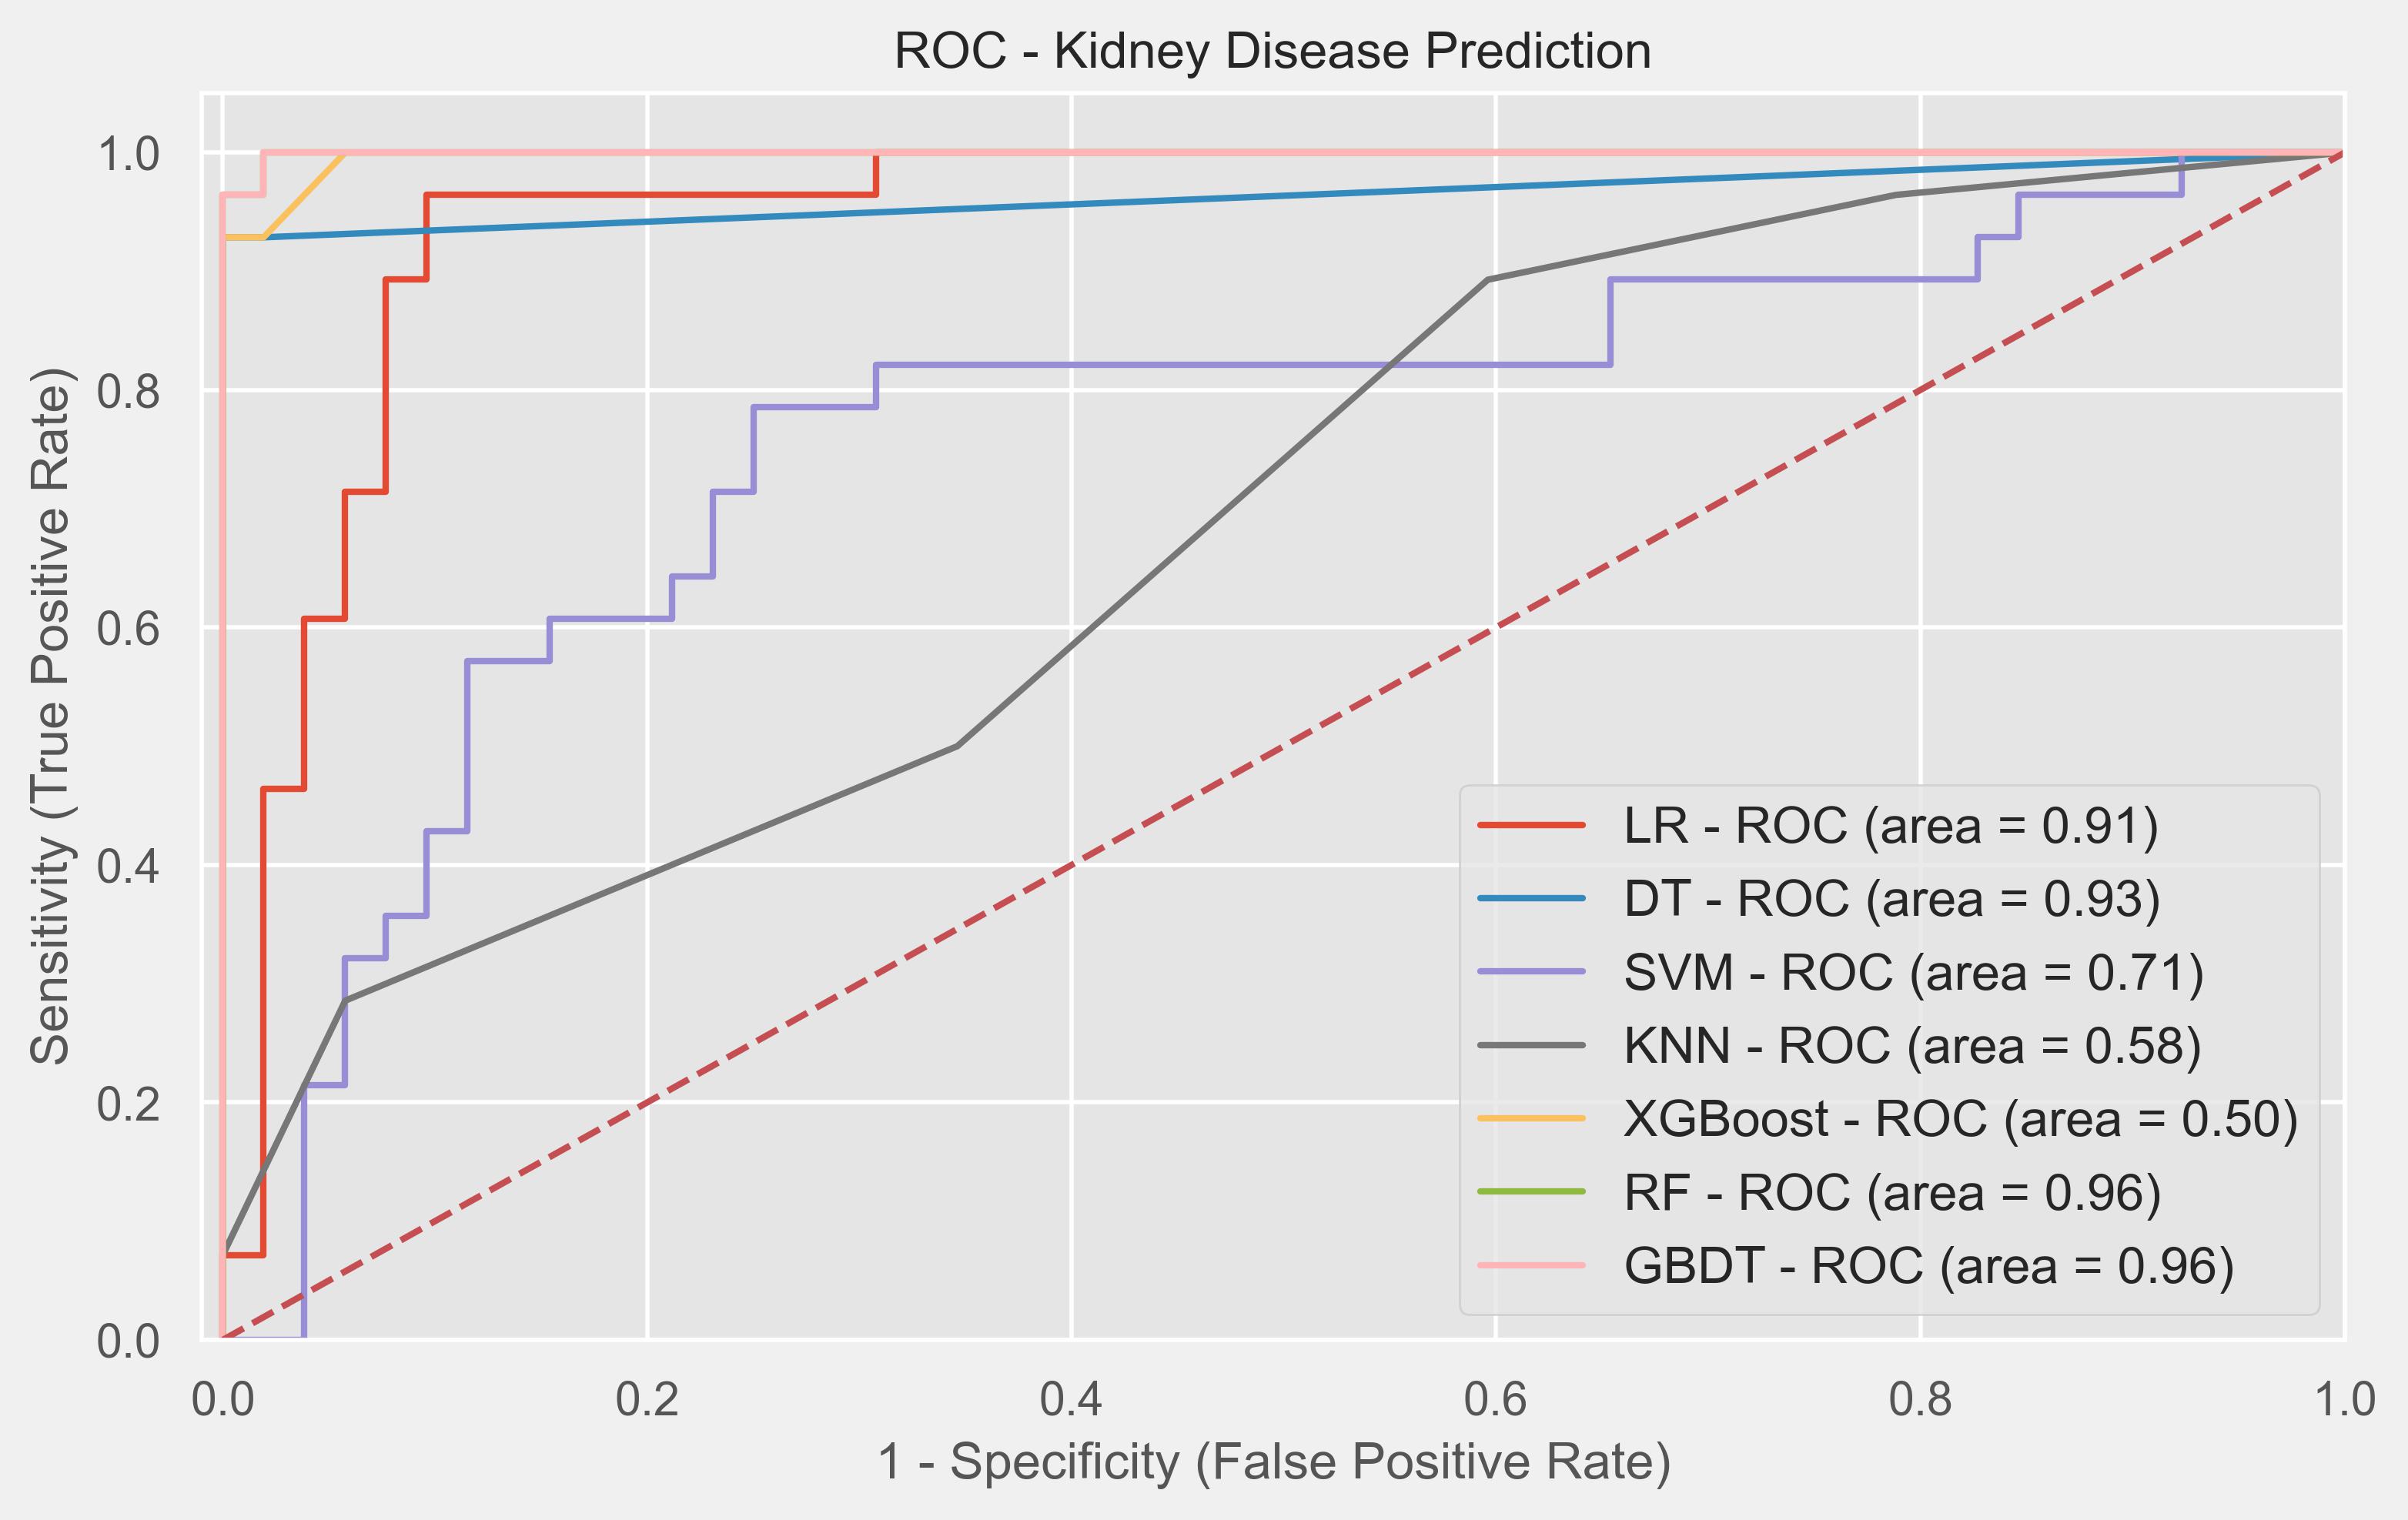 ROC - Kidney Disease Prediction
Sensitivity (True Positive Rate)
1.0
0.8
0.6
0.4
0.2
0.0
LR - ROC (area = 0.91)
DT - ROC (area = 0.93)
SVM - ROC (area = 0.71)
KNN - ROC (area = 0.58)
XGBoost - ROC (area = 0.50)
RF - ROC (area = 0.96)
GBDT - ROC (area = 0.96)
0.0 0.2 0.4 0.6 0.8 1.0
1 - Specificity (False Positive Rate)